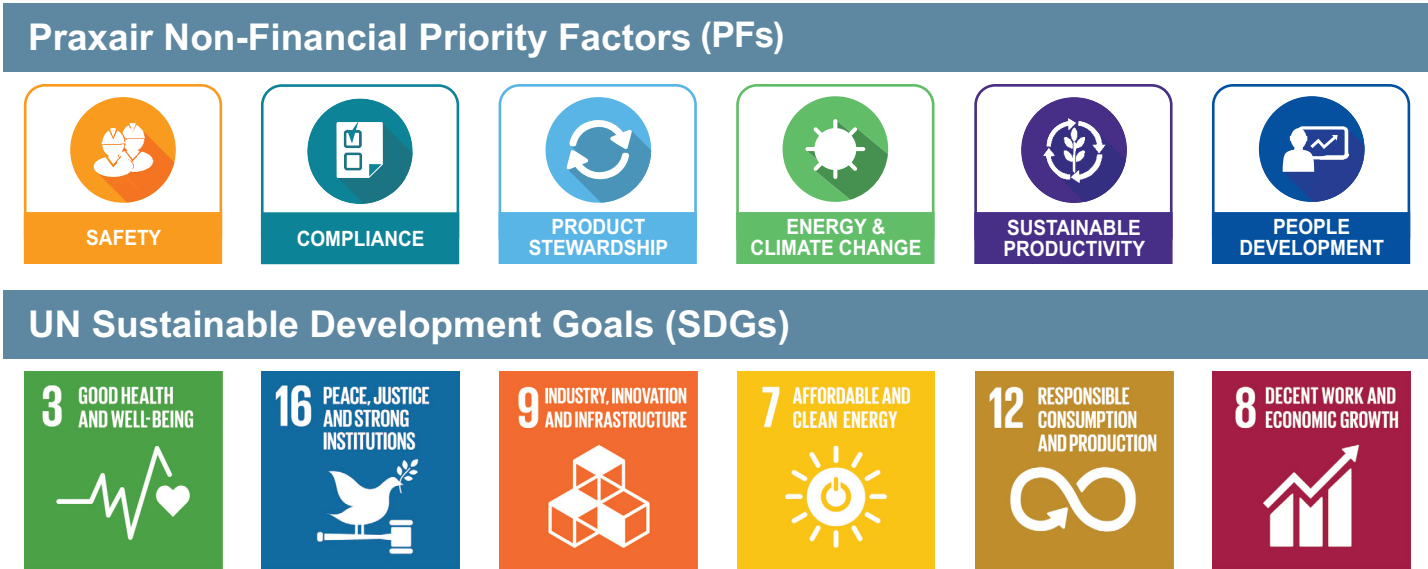 Praxair Non-Financial Priority Factors (PFs)
SAFETY
COMPLIANCE
PRODUCT
STEWARDSHIP
ENERGY &
CLIMATE CHANGE
SUSTAINABLE
PRODUCTIVITY
PEOPLE
DEVELOPMENT
UN Sustainable Development Goals (SDGs)
3 GOOD HEALTH
AND WELL-BEING
16 PEACE, JUSTICE
AND STRONG
INSTITUTIONS
9 INDUSTRY, INNOVATION
AND INFRASTRUCTURE
7 AFFORDABLE AND
CLEAN ENERGY
12 RESPONSIBLE
CONSUMPTION
AND PRODUCTION
8 DECENT WORK AND
ECONOMIC GROWTH